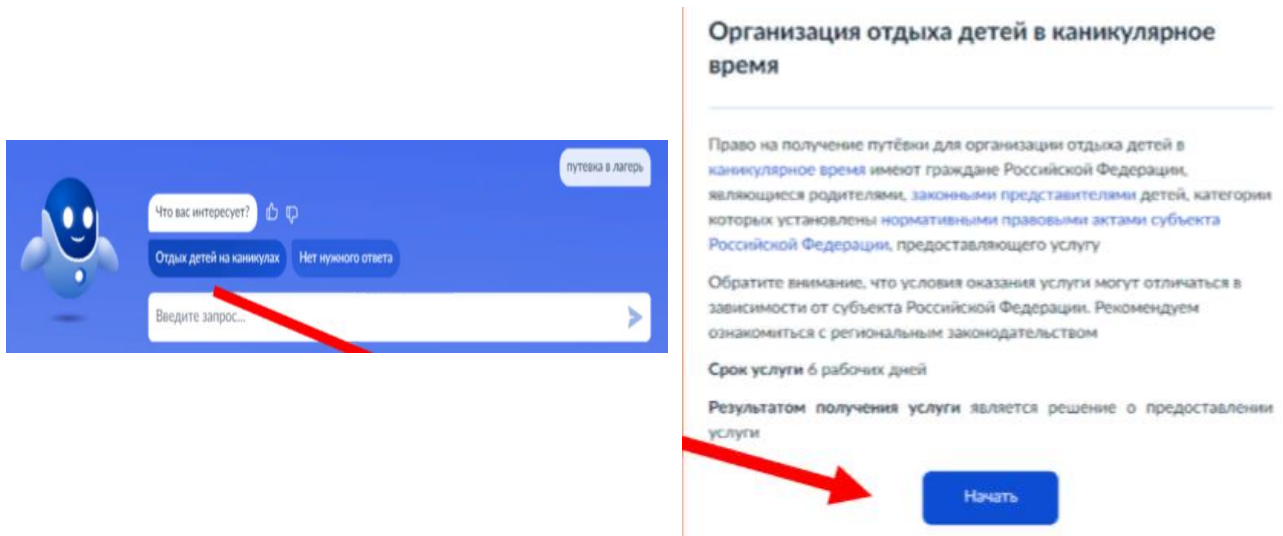 путевка в лагерь
Что вас интересует?
Отдых детей на каникулах Нет нужного ответа
Введите запрос...
Организация отдыха детей в каникулярное
время
Право на получение путёвки для организации отдыха детей в
каникулярное время имеют граждане Российской Федерации,
являющиеся родителями, законными представителями детей, категории
которых установлены нормативными правовыми актами субъекта
Российской Федерации, предоставляющего услугу
Обратите внимание, что условия оказания услуги могут отличаться в
зависимости от субъекта Российской Федерации. Рекомендуем
ознакомиться с региональным законодательством
Срок услуги 6 рабочих дней
Результатом получения услуги является решение о предоставлении
услуги
Начать